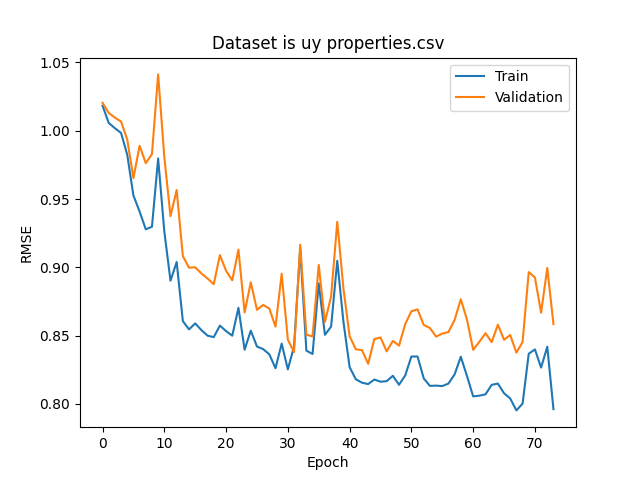 Dataset is uy properties.csv
Train
Validation
1.05
1.00
0.95
0.90
0.85
0.80
RMSE
0 10 20 30 40 50 60 70
Epoch